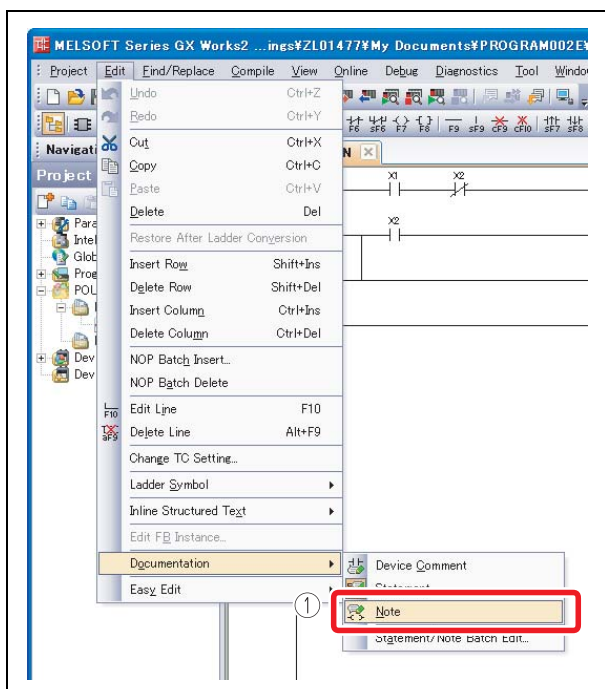 MELSOFT Series GX Works2 ...ings¥ZL01477¥My Documents¥PROGRAM002E¥
Project Edit Find/Replace Compile View Online Debug Diagnostics Tool Windo
Undo Ctrl+Z
Redo Ctrl+Y
F6 sF6 F7 F8 F9 sF9 cF9 cF10 sF7 sF8
Navigati
Cut Ctrl+X
N
Copy Ctrl+C
Project
X1 X2
Paste Ctrl+V
Delete Del
Para
X2
Restore After Ladder Conversion
Intel
Glob
Insert Row Shift+Ins
Prog
Delete Row Shift+Del
POU
Insert Column Ctrl+Ins
Delete Column Ctrl+Del
Dev
NOP Batch Insert...
Dev
NOP Batch Delete
F10
Edit Line F10
aF9
Delete Line Alt+F9
Change TC Setting...
Ladder Symbol
Inline Structured Text
Edit FB Instance...
Documentation
Device Comment
Easy Edit
Statement
1
Note
Statement/Note Batch Edit...